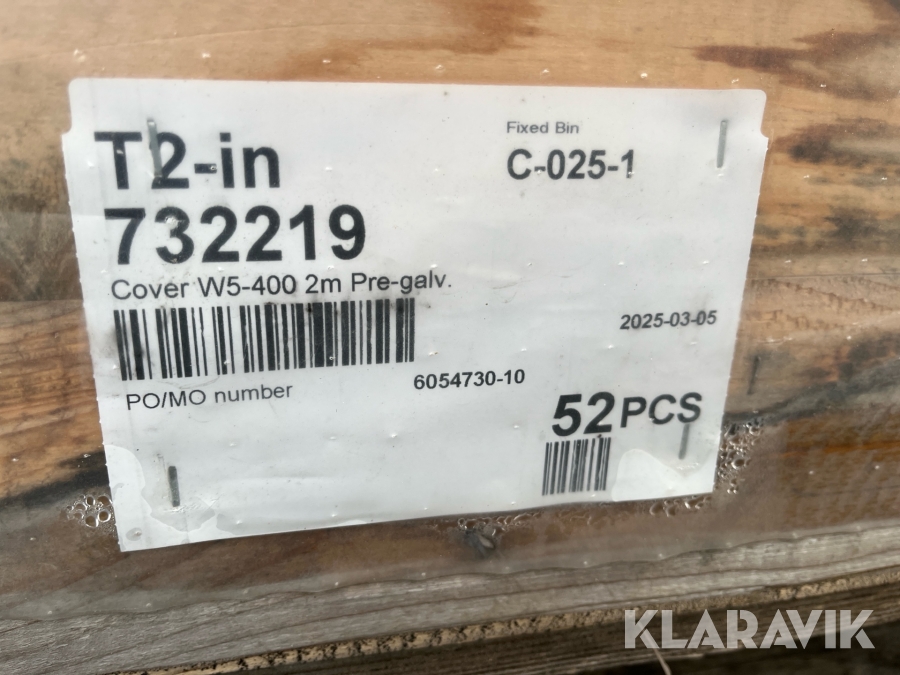 T2-in
Fixed Bin
C-025-1
732219
Cover W5-400 2m Pre-galv.
2025-03-05
PO/MO number
6054730-10
52 PCS
KLARAVIK